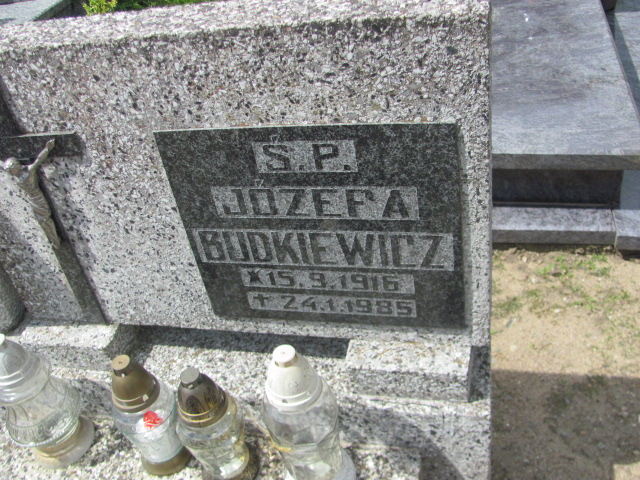 Ś.P.
JÓZEFA
BUDKIEWICZ
* 15.9.1916
+ 24.1.1985